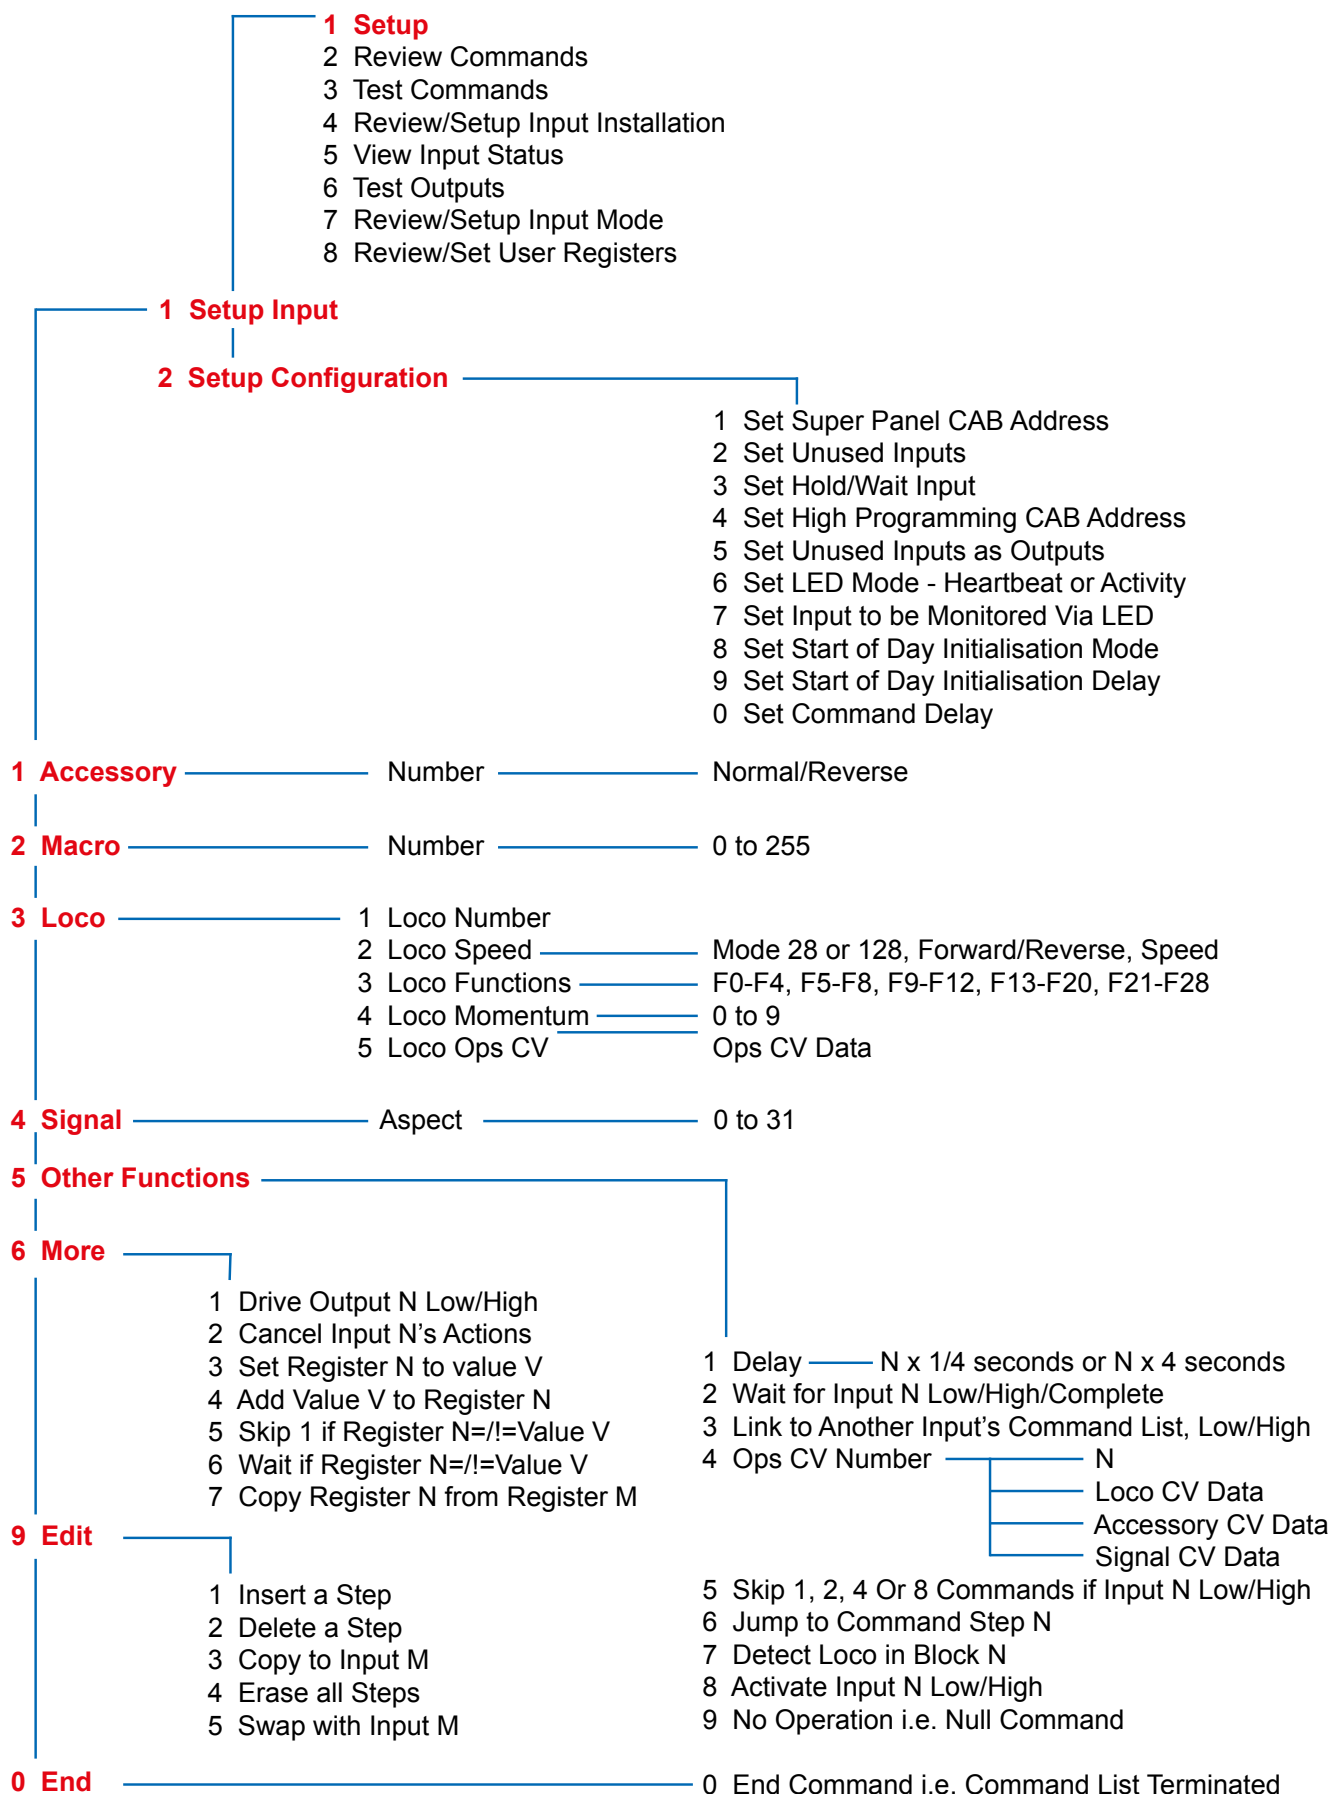 1 Setup
2 Review Commands
3 Test Commands
4 Review/Setup Input Installation
5 View Input Status
6 Test Outputs
7 Review/Setup Input Mode
8 Review/Set User Registers
1 Setup Input
2 Setup Configuration
1 Set Super Panel CAB Address
2 Set Unused Inputs
3 Set Hold/Wait Input
4 Set High Programming CAB Address
5 Set Unused Inputs as Outputs
6 Set LED Mode - Heartbeat or Activity
7 Set Input to be Monitored Via LED
8 Set Start of Day Initialisation Mode
9 Set Start of Day Initialisation Delay
0 Set Command Delay
1 Accessory Number Normal/Reverse
2 Macro Number 0 to 255
3 Loco 1 Loco Number
2 Loco Speed Mode 28 or 128, Forward/Reverse, Speed
3 Loco Functions F0-F4, F5-F8, F9-F12, F13-F20, F21-F28
4 Loco Momentum 0 to 9
5 Loco Ops CV Ops CV Data
4 Signal Aspect 0 to 31
5 Other Functions
6 More
1 Drive Output N Low/High
2 Cancel Input N's Actions
3 Set Register N to value V
4 Add Value V to Register N
5 Skip 1 if Register N=/!=Value V
6 Wait if Register N=/!=Value V
7 Copy Register N from Register M
1 Delay N x 1/4 seconds or N x 4 seconds
2 Wait for Input N Low/High/Complete
3 Link to Another Input's Command List, Low/High
4 Ops CV Number N
Loco CV Data
Accessory CV Data
Signal CV Data
5 Skip 1, 2, 4 Or 8 Commands if Input N Low/High
6 Jump to Command Step N
7 Detect Loco in Block N
8 Activate Input N Low/High
9 No Operation i.e. Null Command
9 Edit
1 Insert a Step
2 Delete a Step
3 Copy to Input M
4 Erase all Steps
5 Swap with Input M
0 End 0 End Command i.e. Command List Terminated